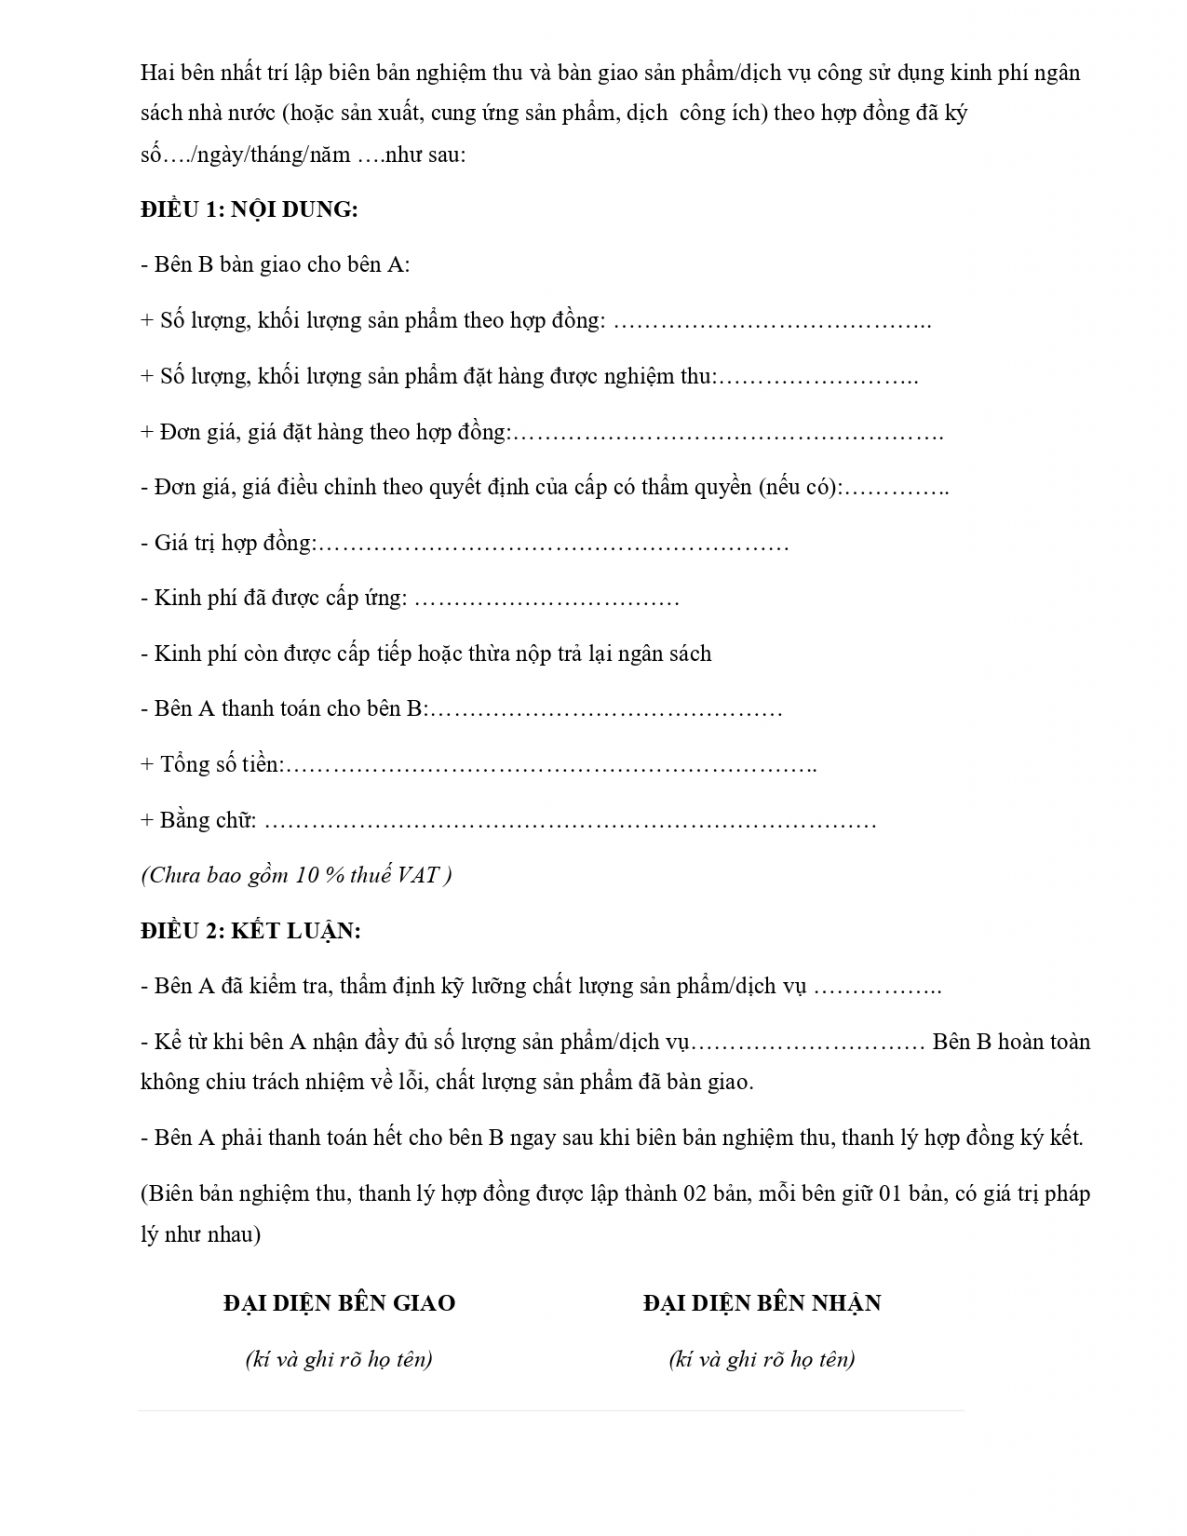 Hai bên nhất trí lập biên bản nghiệm thu và bàn giao sản phẩm/dịch vụ công sử dụng kinh phí ngân
sách nhà nước (hoặc sản xuất, cung ứng sản phẩm, dịch  công ích) theo hợp đồng đã ký
số…./ngày/tháng/năm ….như sau:
ĐIỀU 1: NỘI DUNG:
- Bên B bàn giao cho bên A:
+ Số lượng, khối lượng sản phẩm theo hợp đồng: …………………………………..
+ Số lượng, khối lượng sản phẩm đặt hàng được nghiệm thu:……………………..
+ Đơn giá, giá đặt hàng theo hợp đồng:……………………………………………….
- Đơn giá, giá điều chỉnh theo quyết định của cấp có thẩm quyền (nếu có):…………..
- Giá trị hợp đồng:……………………………………………………
- Kinh phí đã được cấp ứng: ……………………………
- Kinh phí còn được cấp tiếp hoặc thừa nộp trả lại ngân sách
- Bên A thanh toán cho bên B:………………………………………
+ Tổng số tiền:…………………………………………………………..
+ Bằng chữ: ……………………………………………………………………
(Chưa bao gồm 10 % thuế VAT )
ĐIỀU 2: KẾT LUẬN:
- Bên A đã kiểm tra, thẩm định kỹ lưỡng chất lượng sản phẩm/dịch vụ ……………..
- Kể từ khi bên A nhận đầy đủ số lượng sản phẩm/dịch vụ………………………… Bên B hoàn toàn
không chiu trách nhiệm về lỗi, chất lượng sản phẩm đã bàn giao.
- Bên A phải thanh toán hết cho bên B ngay sau khi biên bản nghiệm thu, thanh lý hợp đồng ký kết.
(Biên bản nghiệm thu, thanh lý hợp đồng được lập thành 02 bản, mỗi bên giữ 01 bản, có giá trị pháp
lý như nhau)
ĐẠI DIỆN BÊN GIAO ĐẠI DIỆN BÊN NHẬN
(kí và ghi rõ họ tên) (kí và ghi rõ họ tên)